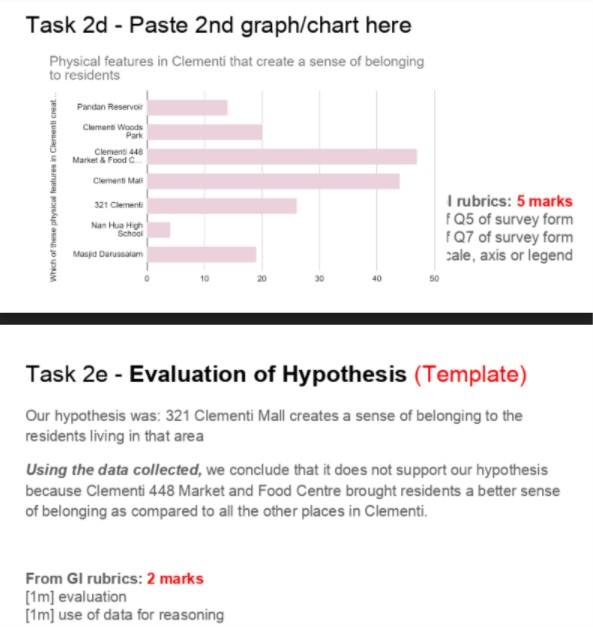 Task 2d - Paste 2nd graph/chart here
Physical features in Clementi that create a sense of belonging
to residents
Which of these physical features in Clementi creat...
Pandan Reservoir
Clementi Woods
Park
Clementi 448
Market & Food C...
Clementi Mall
321 Clementi
Nan Hua High
School
Masjid Darussalam
0 10 20 30 40 50
I rubrics: 5 marks
f Q5 of survey form
f Q7 of survey form
cale, axis or legend
Task 2e - Evaluation of Hypothesis (Template)
Our hypothesis was: 321 Clementi Mall creates a sense of belonging to the
residents living in that area
Using the data collected, we conclude that it does not support our hypothesis
because Clementi 448 Market and Food Centre brought residents a better sense
of belonging as compared to all the other places in Clementi.
From GI rubrics: 2 marks
[1m] evaluation
[1m] use of data for reasoning